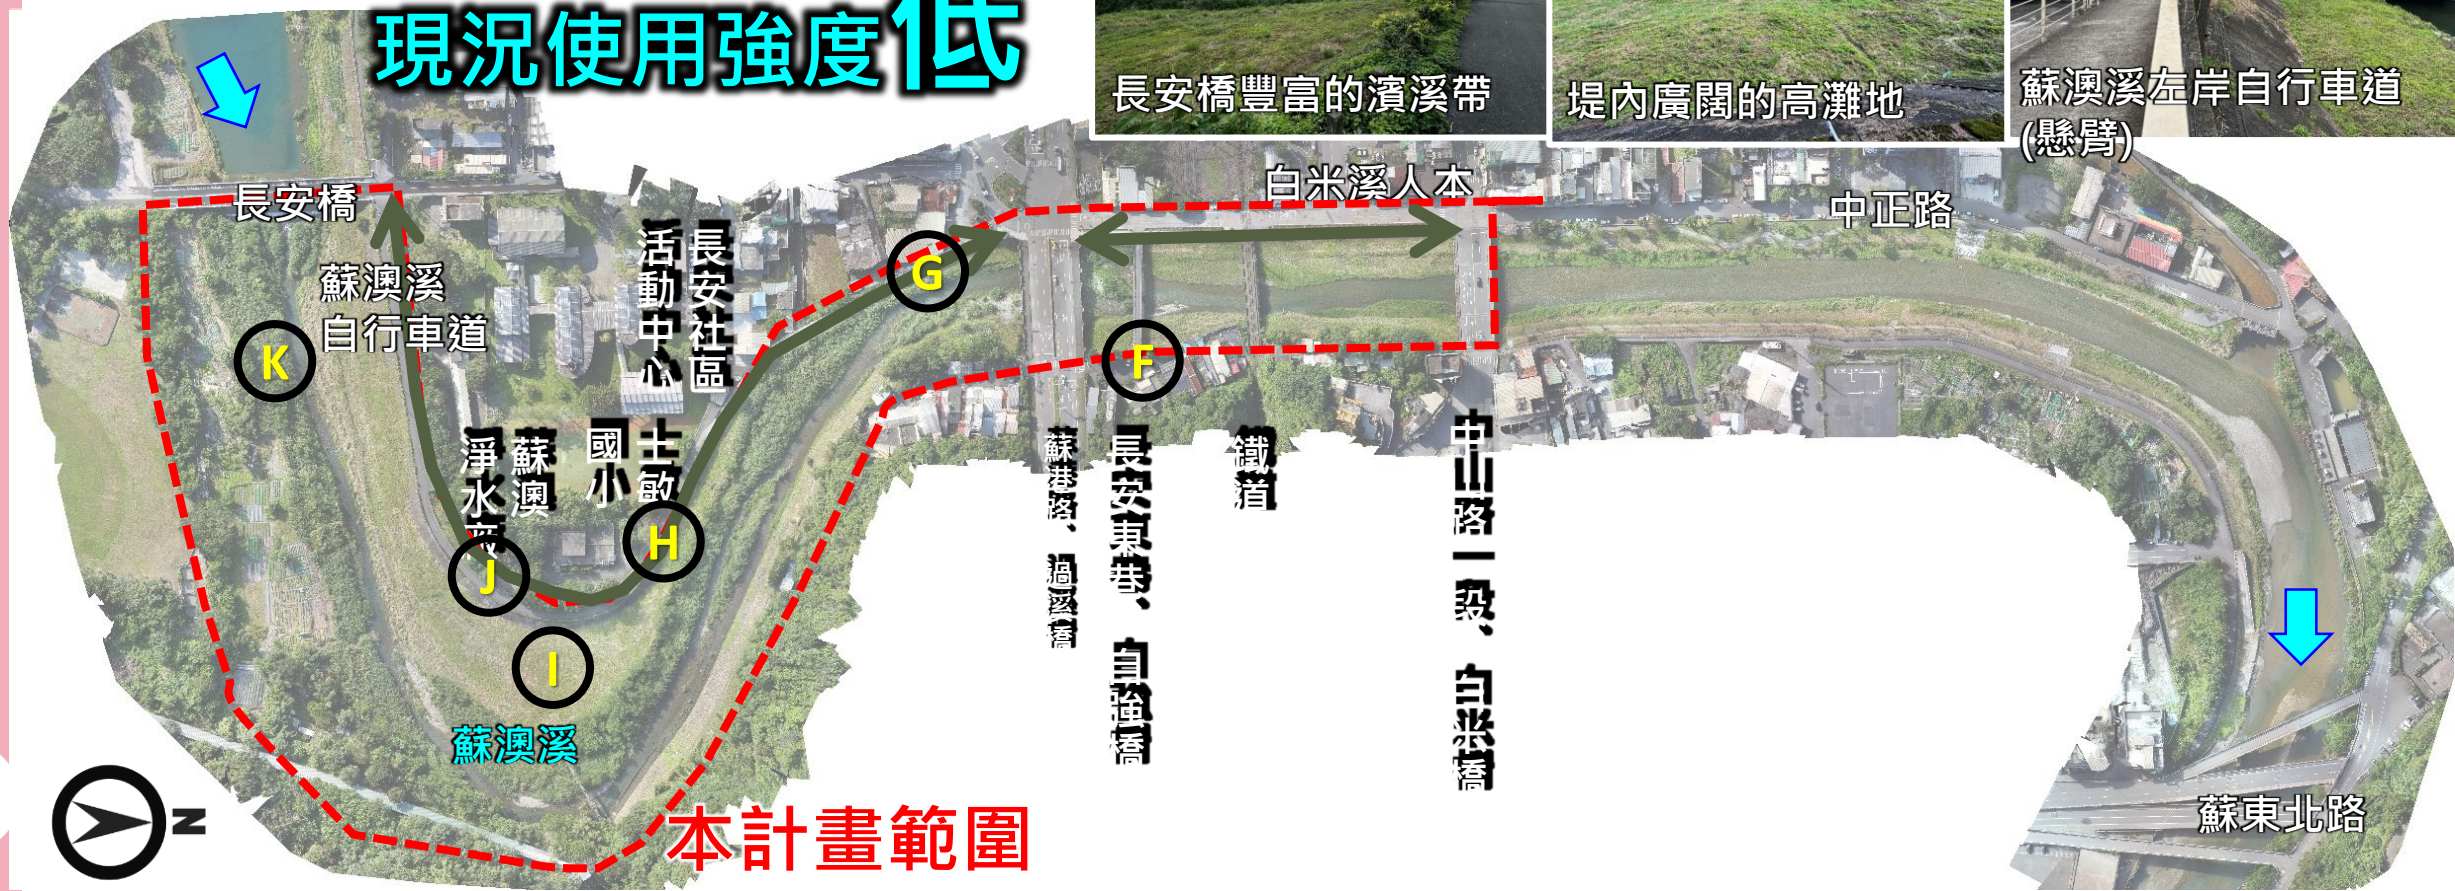 現況使用強度低
長安橋豐富的濱溪帶
堤內廣闊的高灘地
蘇澳溪左岸自行車道
(懸臂)
長安橋
白米溪人本
中正路
蘇澳溪
自行車道
長安社區
活動中心
G
K
F
蘇澳
淨水廠
士敏
國小
蘇港路、過溪橋
長安東巷、自強橋
鐵道
中山路一段、白米橋
H
J
I
蘇澳溪
本計畫範圍
蘇東北路
N